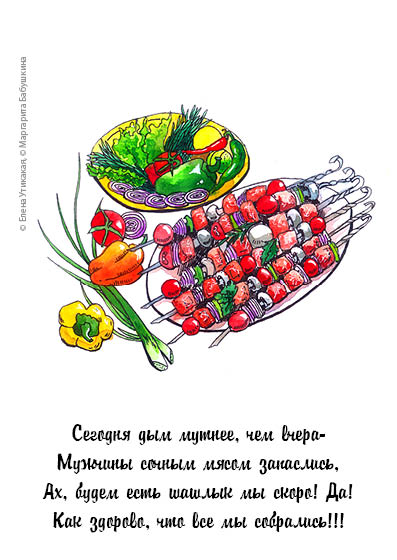 © Елена Утикакая, © Маргарита Бабушкина
Сегодня дым мутнее, чем вчера-
Мужчины сочным мясом запаслись,
Ах, будем есть шашлык мы скоро! Да!
Как здорово, что все мы собрались!!!